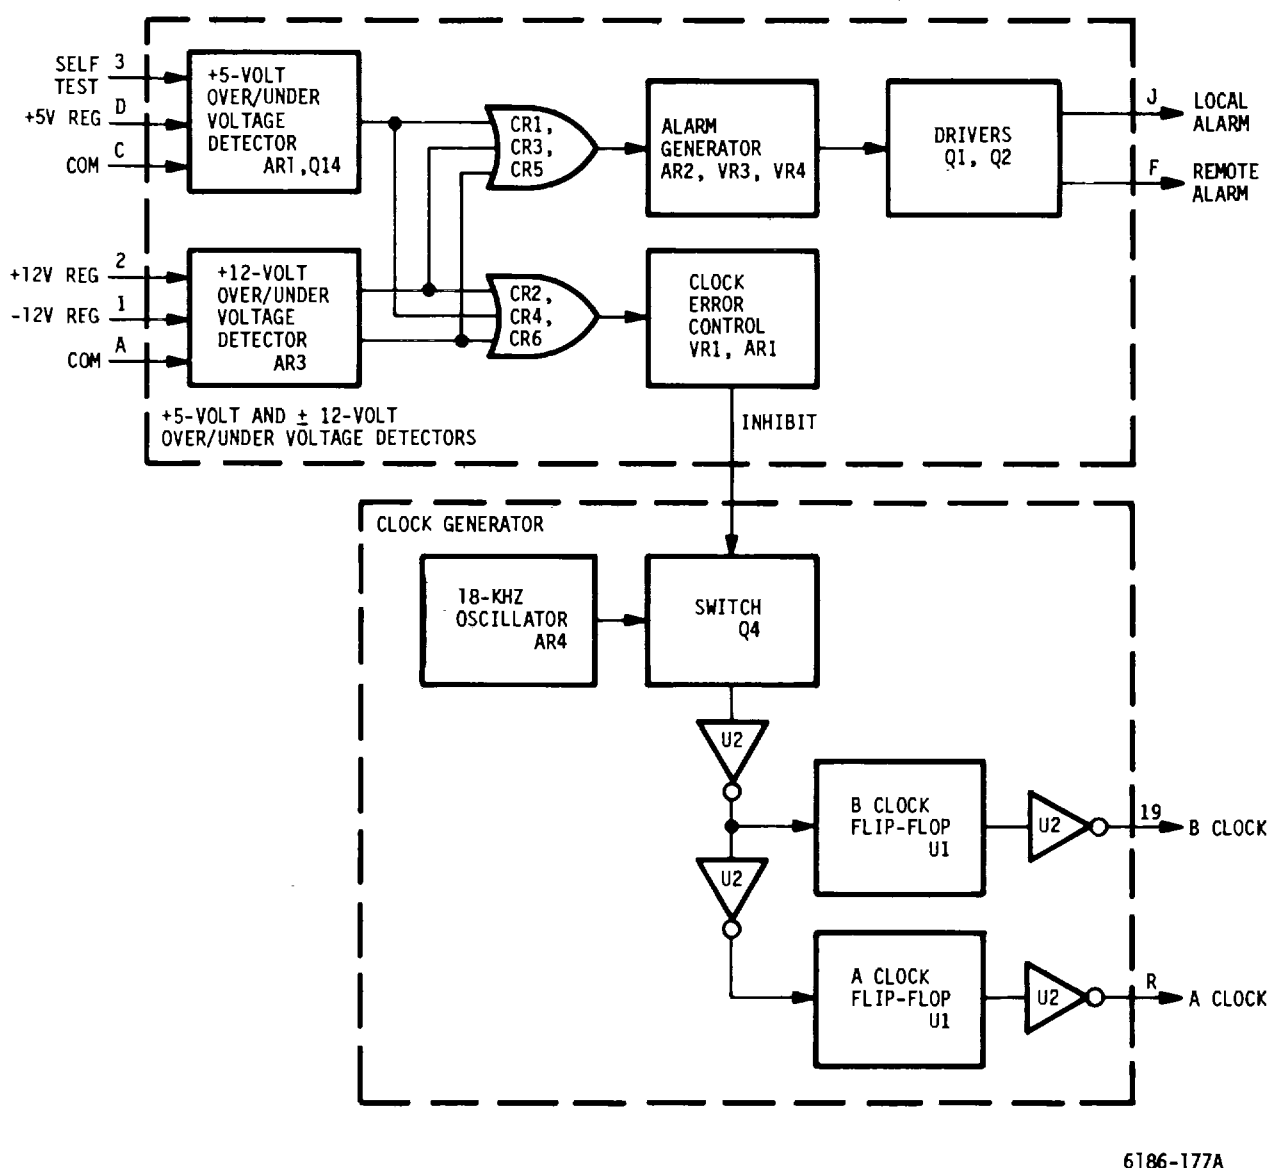 SELF 3
TEST
+5V REG D
COM C
+5-VOLT
OVER/UNDER
VOLTAGE
DETECTOR
AR1,Q14
CR1,
CR3,
CR5
ALARM
GENERATOR
AR2, VR3, VR4
DRIVERS
Q1, Q2
J LOCAL
ALARM
F REMOTE
ALARM
+12V REG 2
-12V REG 1
COM A
+12-VOLT
OVER/UNDER
VOLTAGE
DETECTOR
AR3
CR2,
CR4,
CR6
CLOCK
ERROR
CONTROL
VR1, AR1
+5-VOLT AND ± 12-VOLT
OVER/UNDER VOLTAGE DETECTORS
INHIBIT
CLOCK GENERATOR
18-KHZ
OSCILLATOR
AR4
SWITCH
Q4
U2
B CLOCK
FLIP-FLOP
U1
U2
19 B CLOCK
U2
A CLOCK
FLIP-FLOP
U1
U2
R A CLOCK
6186-177A